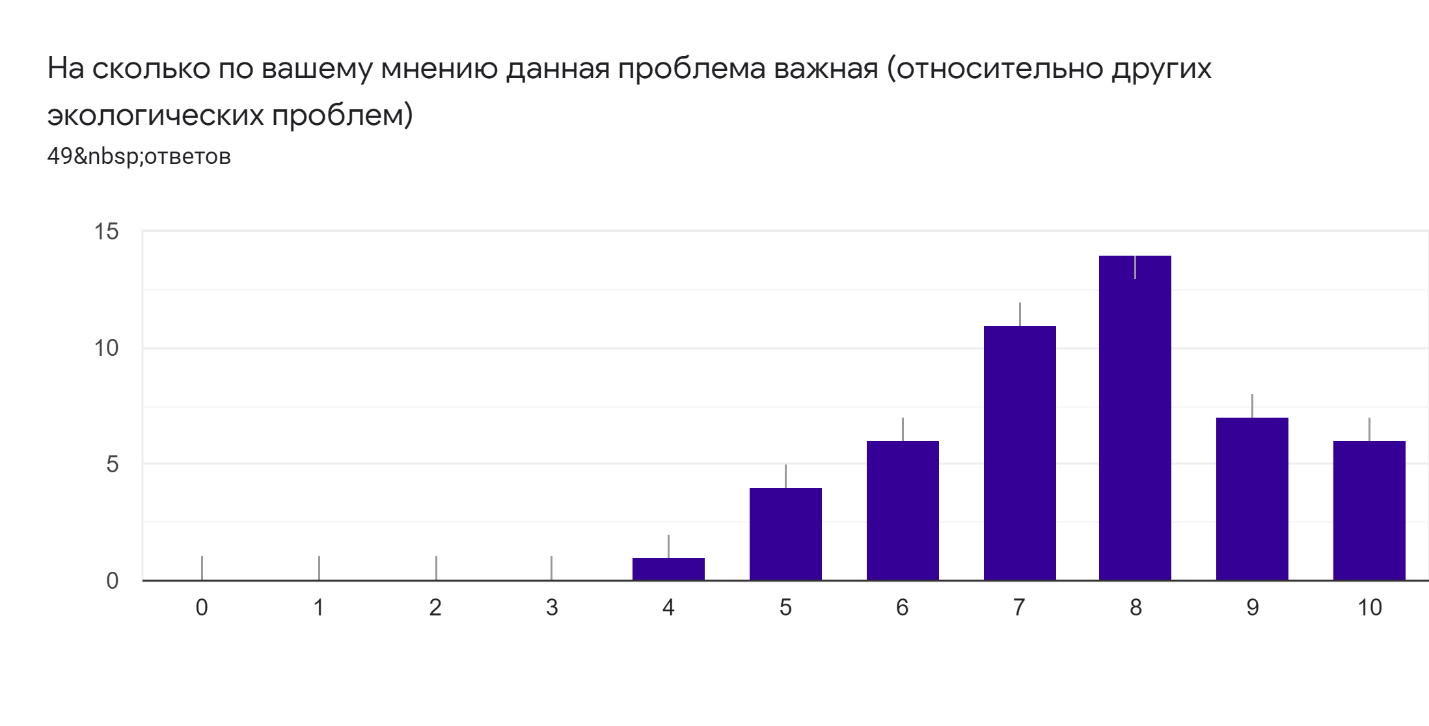 На сколько по вашему мнению данная проблема важная (относительно других
экологических проблем)
49&nbsp;ответов
15
10
5
0
0 1 2 3 4 5 6 7 8 9 10